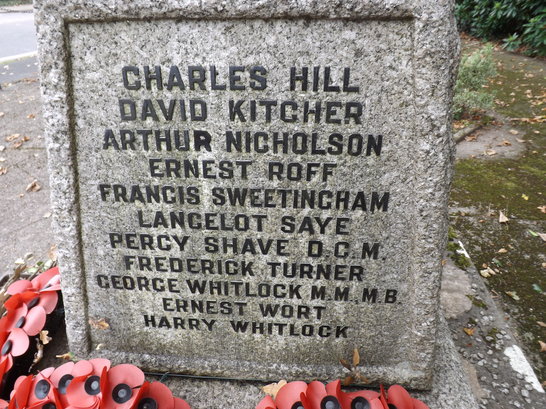 CHARLES HILL
DAVID KITCHER
ARTHUR NICHOLSON
ERNEST ROFF
FRANCIS SWEETINGHAM
LANCELOT SAYE
PERCY SHAVE D.C.M.
FREDERICK TURNER
GEORGE WHITLOCK M.M. M.B.
ERNEST WORT
HARRY WHITLOCK